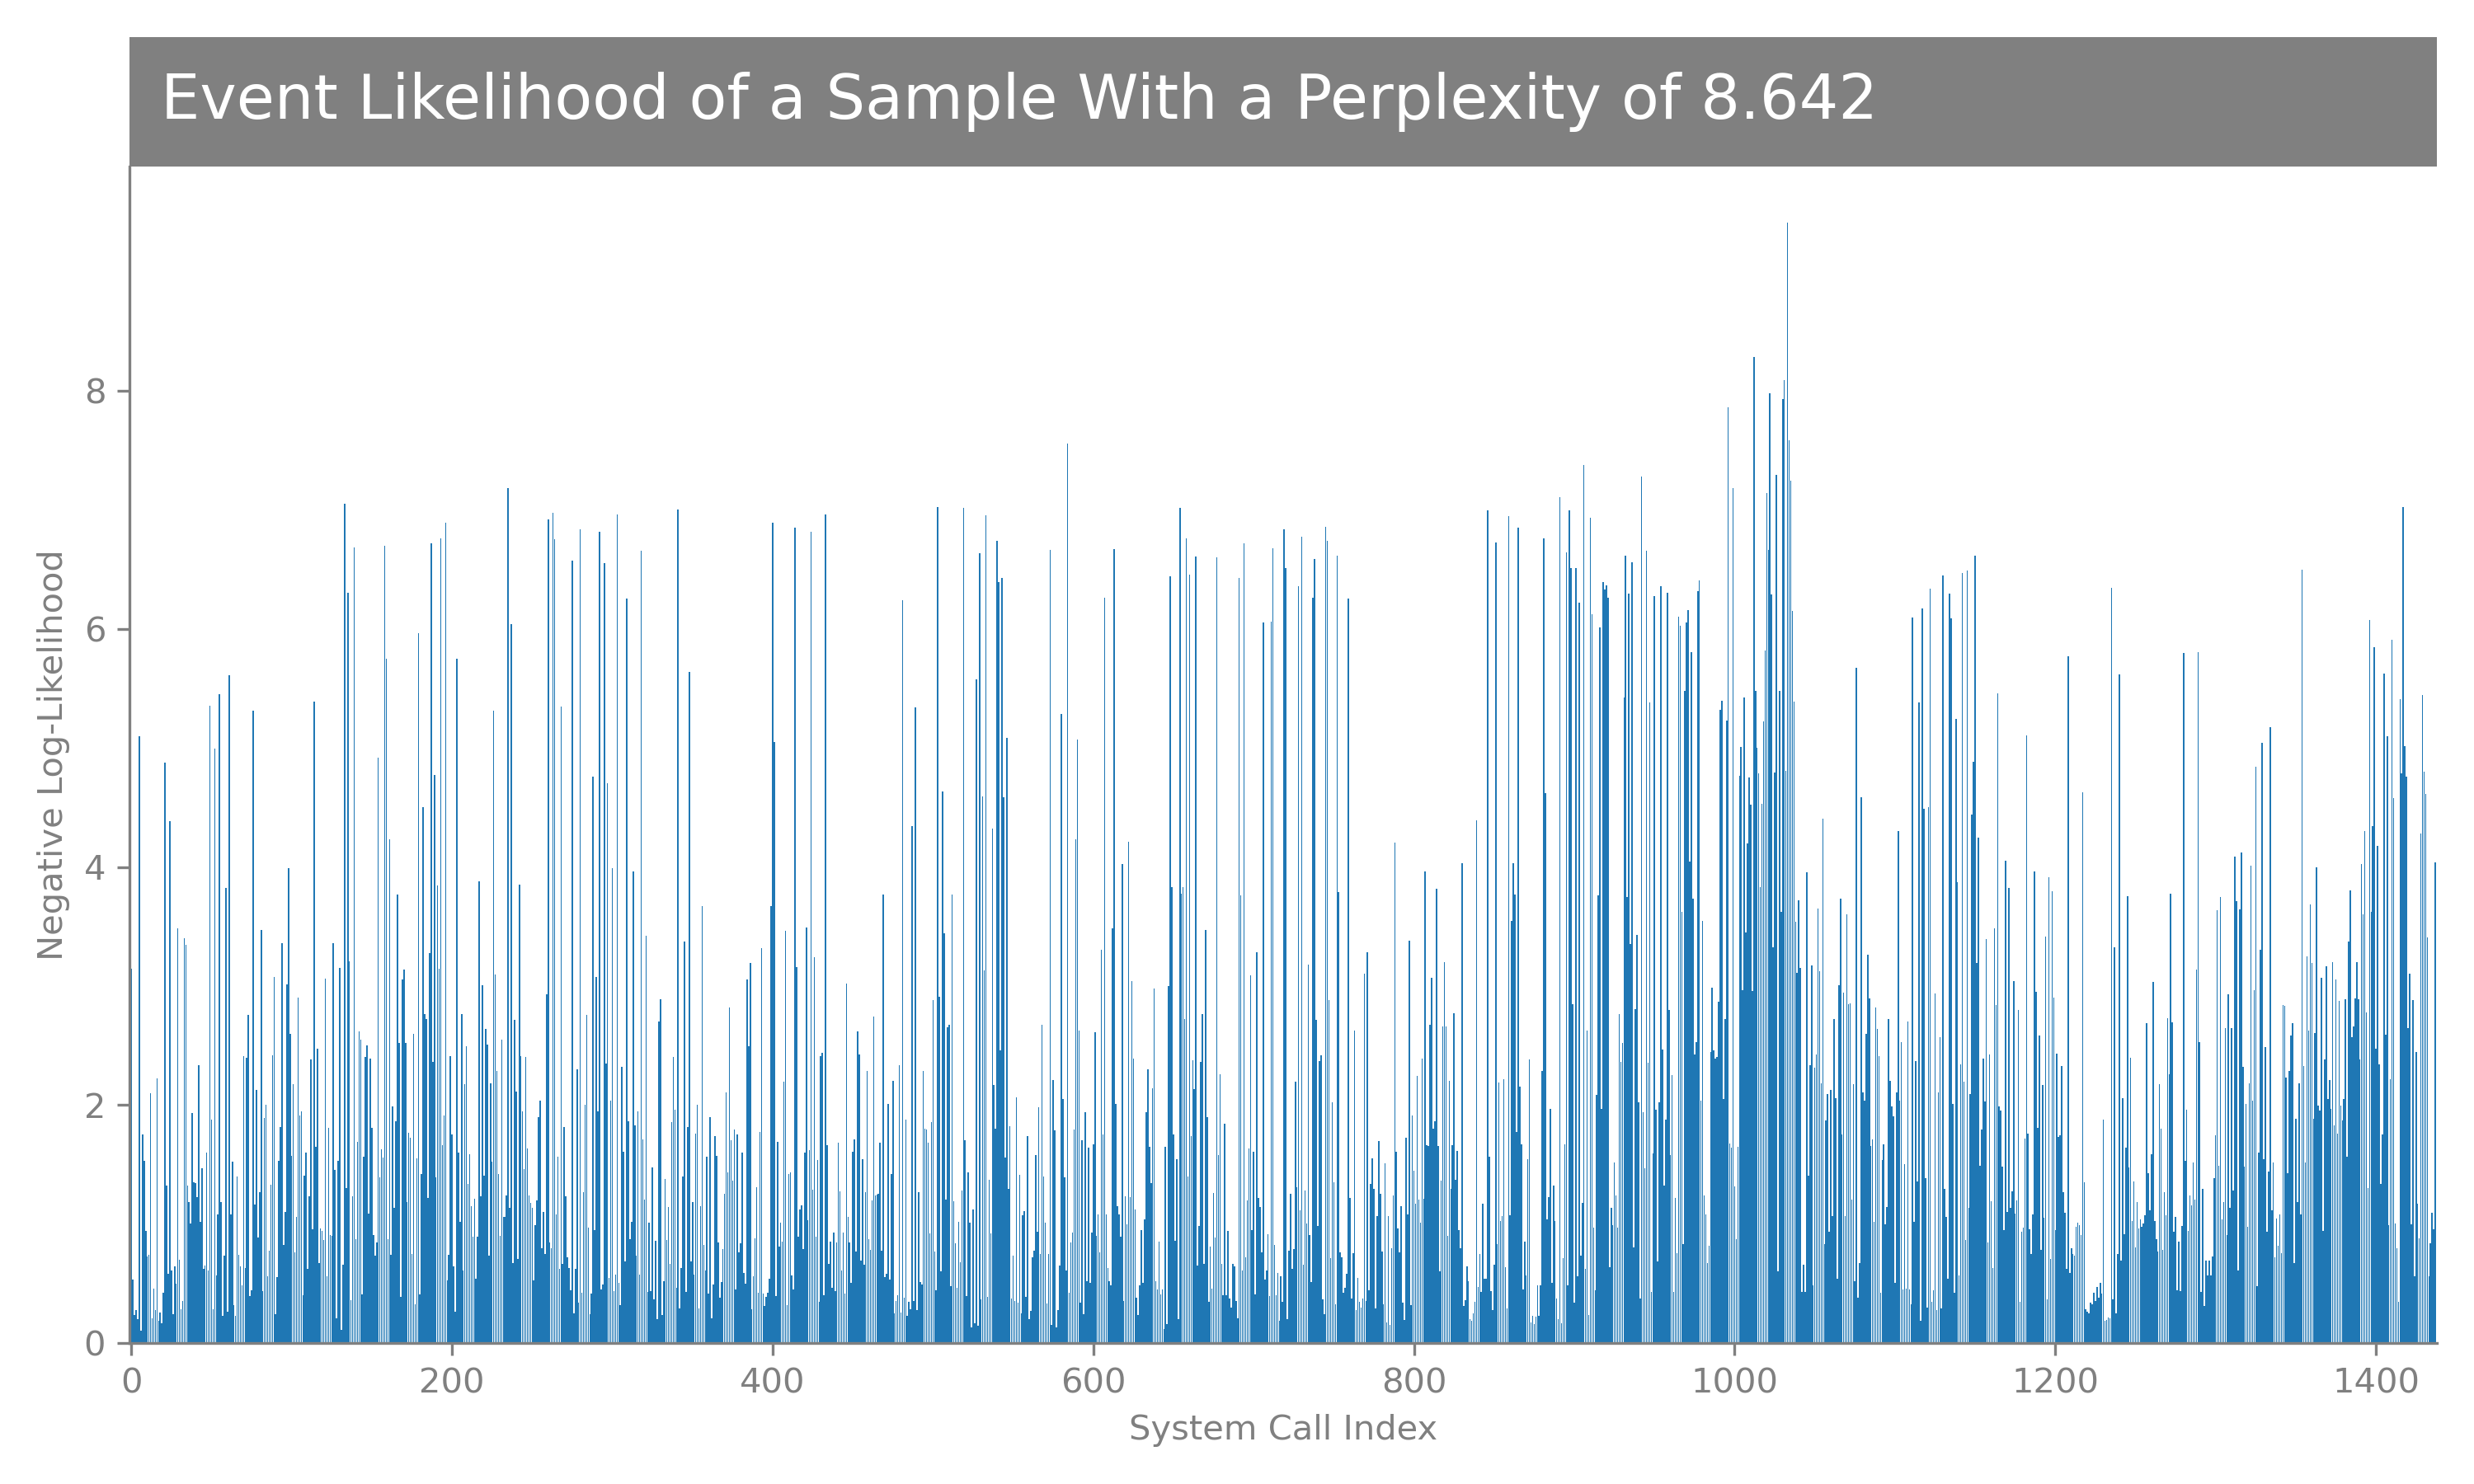 Event Likelihood of a Sample With a Perplexity of 8.642
Negative Log-Likelihood
8
6
4
2
0
0 200 400 600 800 1000 1200 1400
System Call Index